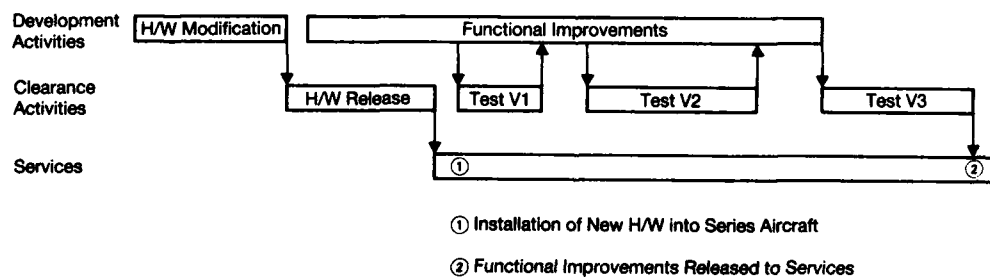 Development
Activities
H/W Modification
Functional Improvements
Clearance
Activities
H/W Release
Test V1
Test V2
Test V3
Services
①
②
① Installation of New H/W into Series Aircraft
② Functional Improvements Released to Services